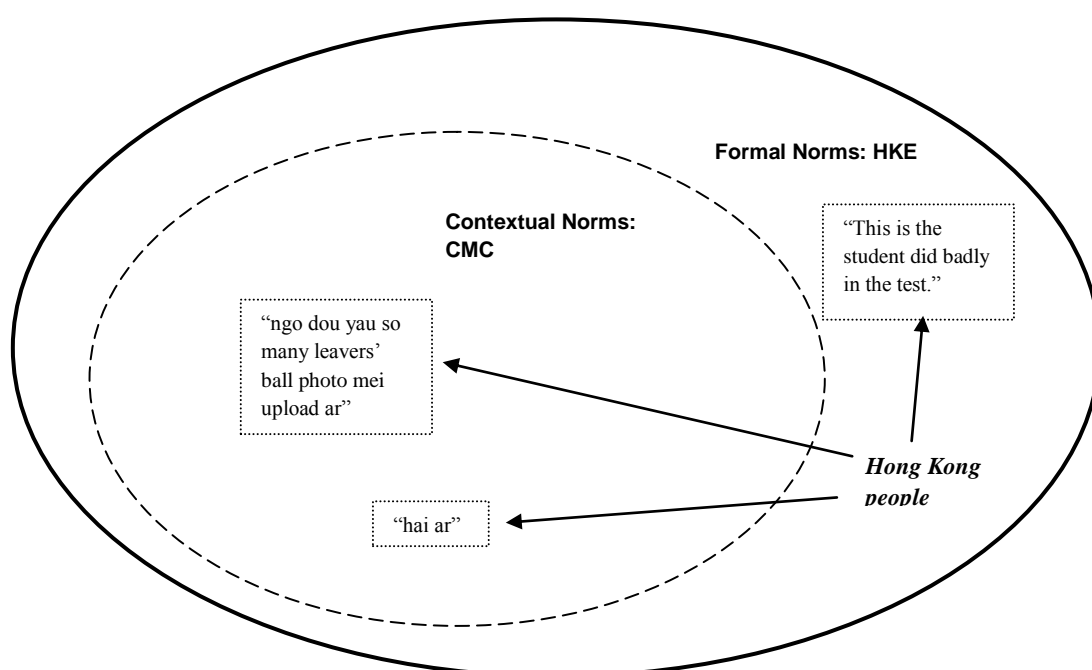 Formal Norms: HKE
“This is the
student did badly
in the test.”
Contextual Norms:
CMC
“ngo dou yau so
many leavers’
ball photo mei
upload ar”
Hong Kong
people
“hai ar”